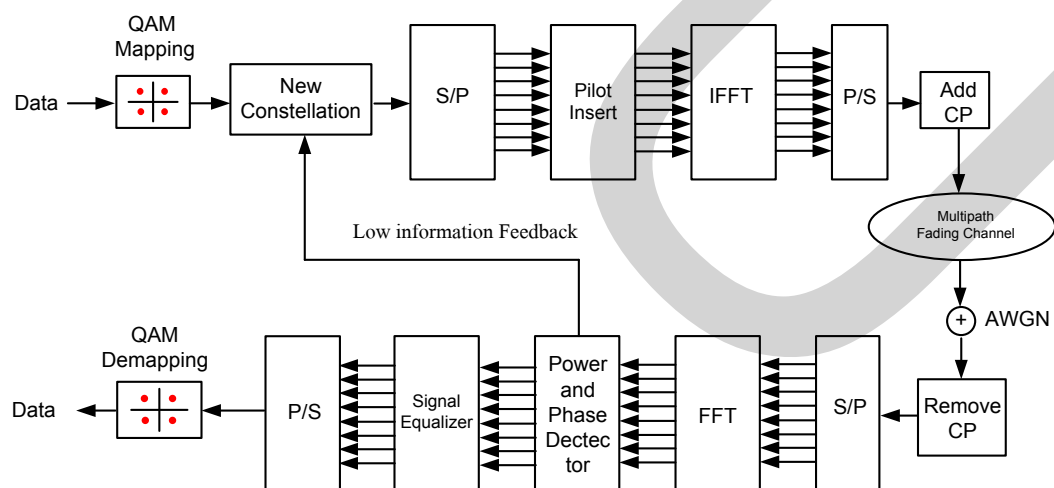 QAM
Mapping
Data
New
Constellation
S/P
Pilot
Insert
IFFT
P/S
Add
CP
Multipath
Fading Channel
Low information Feedback
AWGN
QAM
Demapping
Data
P/S
Signal
Equalizer
Power
and
Phase
Dectec
tor
FFT
S/P
Remove
CP